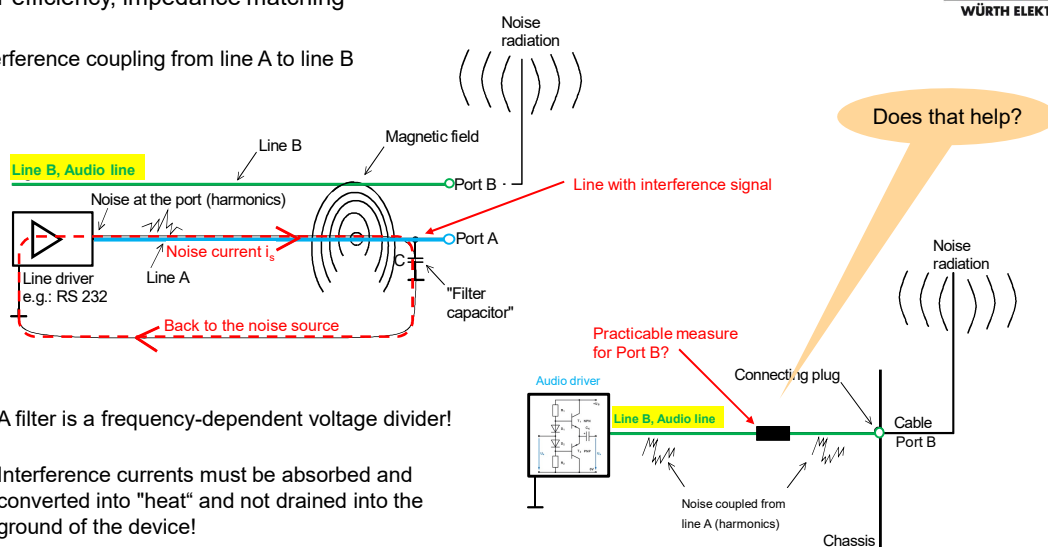 efficiency, impedance matching
WÜRTH ELEKT
erference coupling from line A to line B
Noise
radiation
Does that help?
Line B
Magnetic field
Line B, Audio line
Port B
Line with interference signal
Noise at the port (harmonics)
Noise current is
Port A
Line driver
e.g.: RS 232
Line A
C
"Filter
capacitor"
Back to the noise source
Noise
radiation
Practicable measure
for Port B?
Connecting plug
Audio driver
Line B, Audio line
Cable
Port B
A filter is a frequency-dependent voltage divider!
Interference currents must be absorbed and
converted into "heat“ and not drained into the
ground of the device!
Noise coupled from
line A (harmonics)
Chassis